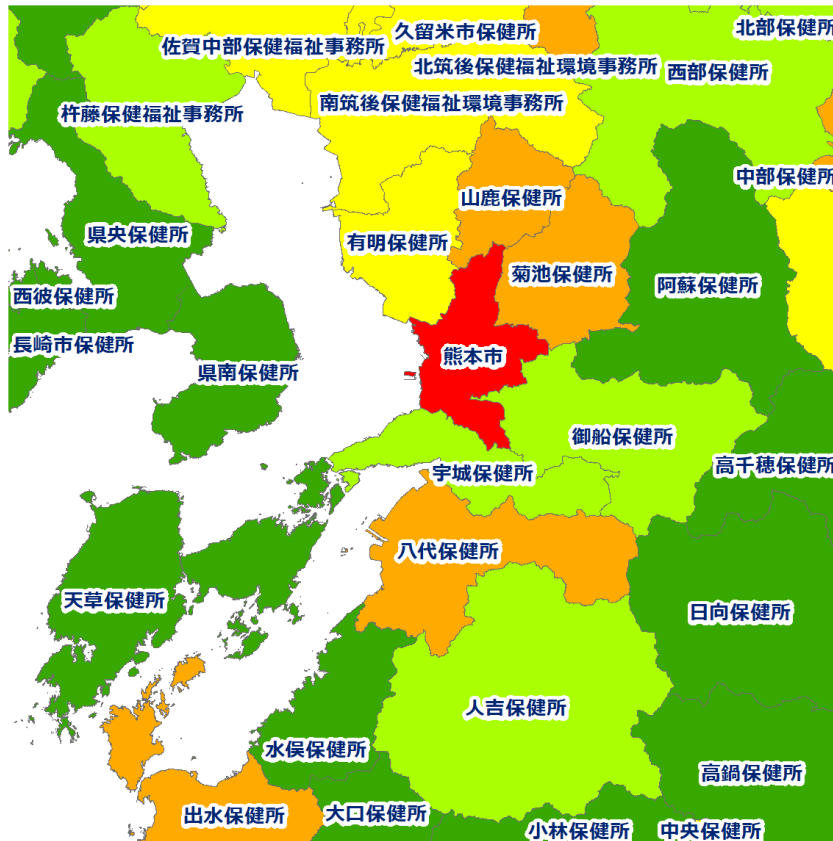 北部保健所
久留米市保健所
佐賀中部保健福祉事務所
北筑後保健福祉環境事務所
西部保健所
南筑後保健福祉環境事務所
杵藤保健福祉事務所
中部保健所
山鹿保健所
県央保健所
有明保健所
菊池保健所
阿蘇保健所
西彼保健所
長崎市保健所
熊本市
県南保健所
御船保健所
高千穂保健所
宇城保健所
八代保健所
天草保健所
日向保健所
人吉保健所
水俣保健所
高鍋保健所
出水保健所
大口保健所
小林保健所
中央保健所